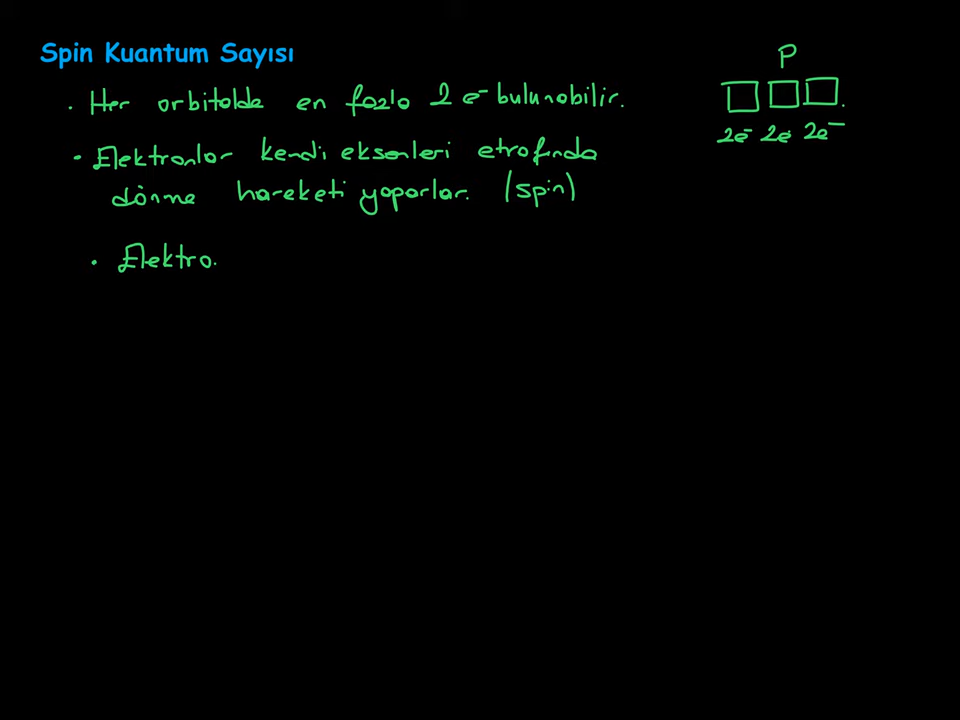 Spin Kuantum Sayısı
P
• Her orbitalde en fazla 2 e⁻ bulunabilir.
2e⁻ 2e⁻ 2e⁻
• Elektronlar kendi eksenleri etrafında
dönme hareketi yaparlar. (spin)
• Elektro